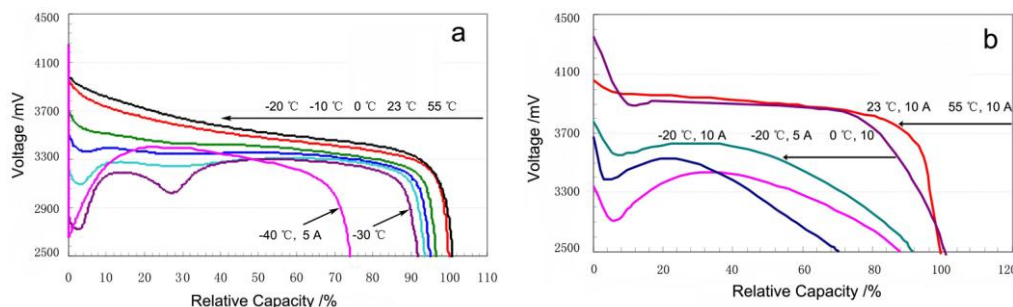 a
4500
4100
3700
3300
2900
2500
Voltage /mV
-20 ℃ -10 ℃ 0 ℃ 23 ℃ 55 ℃
-40 ℃, 5 A
-30 ℃
0 10 20 30 40 50 60 70 80 90 100 110
Relative Capacity /%
b
4500
4100
3700
3300
2500
Voltage /mV
23 ℃, 10 A 55 ℃, 10 A
-20 ℃, 10 A -20 ℃, 5 A 0 ℃, 10
0 20 40 60 80 100 120
Relative Capacity /%